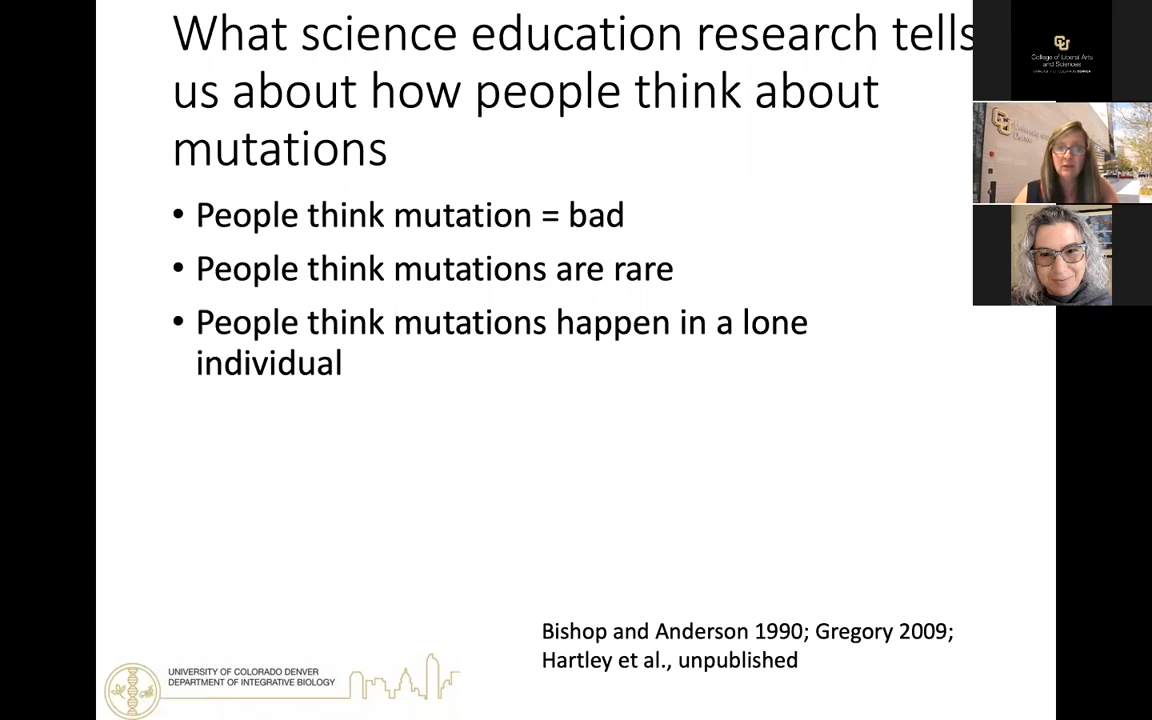 What science education research tells
us about how people think about
mutations
• People think mutation = bad
• People think mutations are rare
• People think mutations happen in a lone
individual
Bishop and Anderson 1990; Gregory 2009;
Hartley et al., unpublished
UNIVERSITY OF COLORADO DENVER
DEPARTMENT OF INTEGRATIVE BIOLOGY
College of Liberal Arts
and Sciences